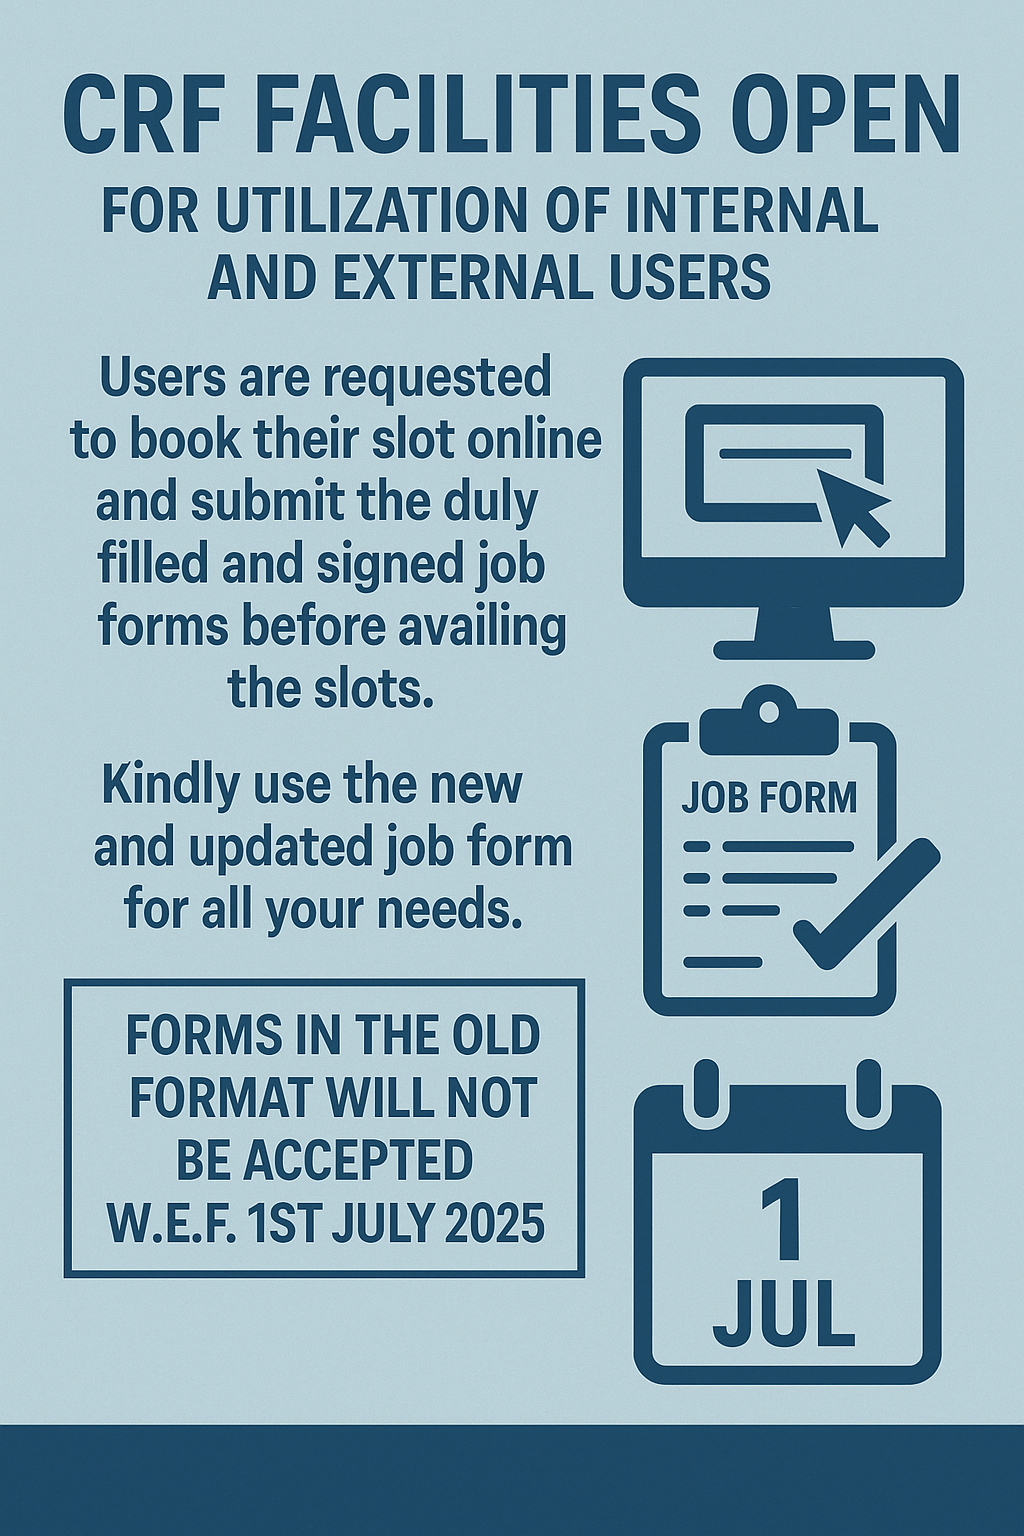 CRF FACILITIES OPEN
FOR UTILIZATION OF INTERNAL
AND EXTERNAL USERS
Users are requested
to book their slot online
and submit the duly
filled and signed job
forms before availing
the slots.
Kindly use the new
and updated job form
for all your needs.
FORMS IN THE OLD
FORMAT WILL NOT
BE ACCEPTED
W.E.F. 1ST JULY 2025
JOB FORM
1
JUL